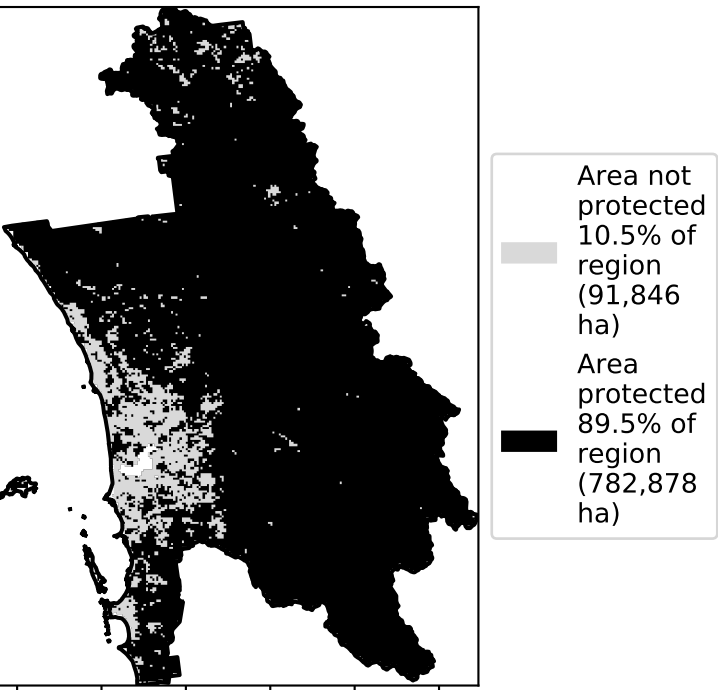 Area not
protected
10.5% of
region
(91,846
ha)
Area
protected
89.5% of
region
(782,878
ha)